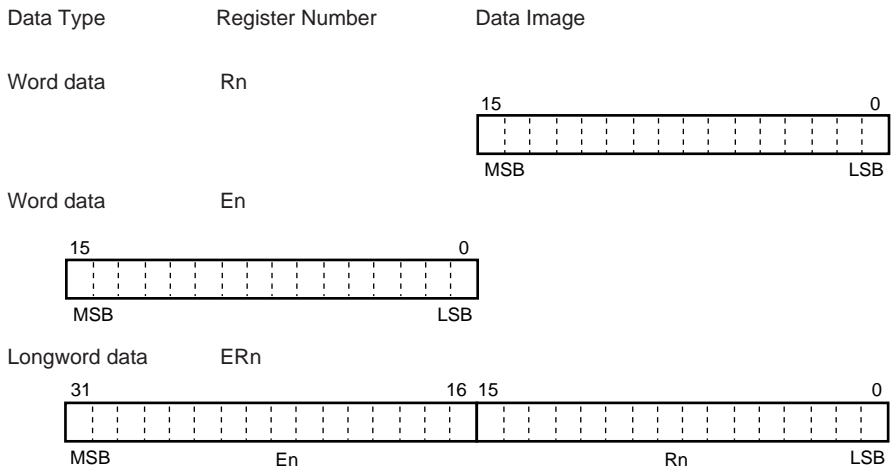 Data Type Register Number Data Image
Word data Rn
15 0
MSB LSB
Word data En
15 0
MSB LSB
Longword data ERn
31 16 15 0
MSB En Rn LSB